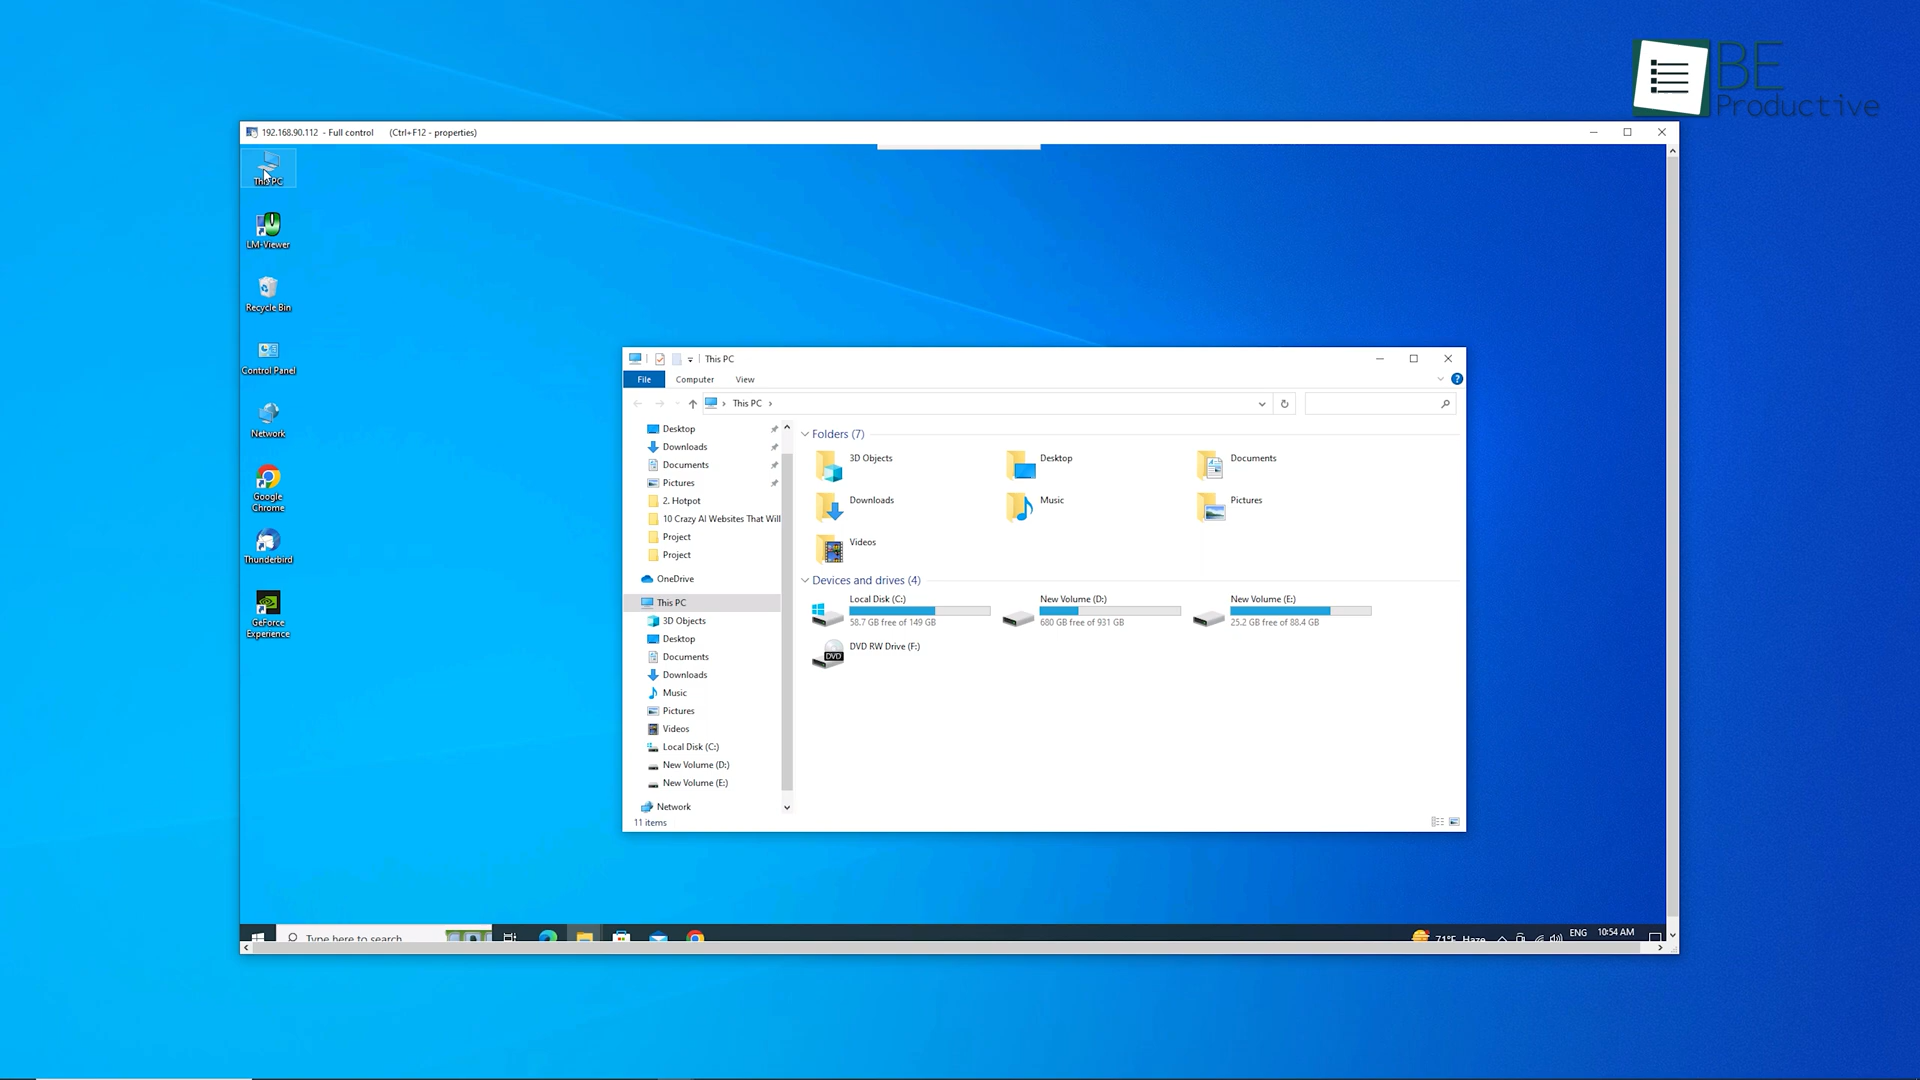 BE
Productive
192.168.90.112 - Full control (Ctrl+F12 - properties)
This PC
LM-Viewer
Recycle Bin
Control Panel
Network
Google
Chrome
Thunderbird
GeForce
Experience
This PC
File Computer View
This PC
Desktop
Downloads
Documents
Pictures
2. Hotpot
10 Crazy AI Websites That Will
Project
Project
OneDrive
This PC
3D Objects
Desktop
Documents
Downloads
Music
Pictures
Videos
Local Disk (C:)
New Volume (D:)
New Volume (E:)
Network
11 items
Folders (7)
3D Objects
Desktop
Documents
Downloads
Music
Pictures
Videos
Devices and drives (4)
Local Disk (C:)
58.7 GB free of 149 GB
New Volume (D:)
680 GB free of 931 GB
New Volume (E:)
25.2 GB free of 88.4 GB
DVD RW Drive (F:)
DVD
Type here to search
71°F Haze
ENG
10:54 AM